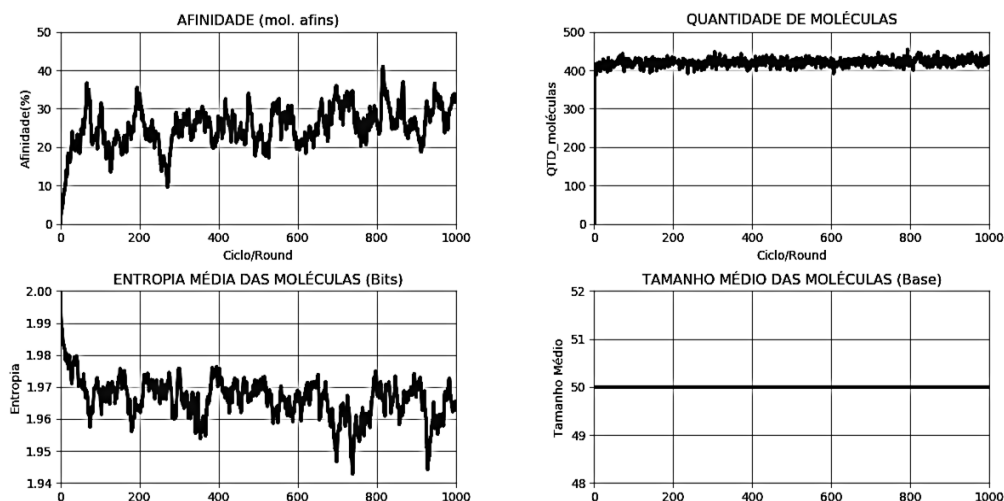 AFINIDADE (mol. afins)
50
40
30
20
10
0
Afinidade(%)
0 200 400 600 800 1000
Ciclo/Round
QUANTIDADE DE MOLÉCULAS
500
400
300
200
100
0
QTD_moléculas
0 200 400 600 800 1000
Ciclo/Round
ENTROPIA MÉDIA DAS MOLÉCULAS (Bits)
2.00
1.99
1.98
1.97
1.96
1.95
1.94
Entropia
0 200 400 600 800 1000
TAMANHO MÉDIO DAS MOLÉCULAS (Base)
52
51
50
49
48
Tamanho Médio
0 200 400 600 800 1000